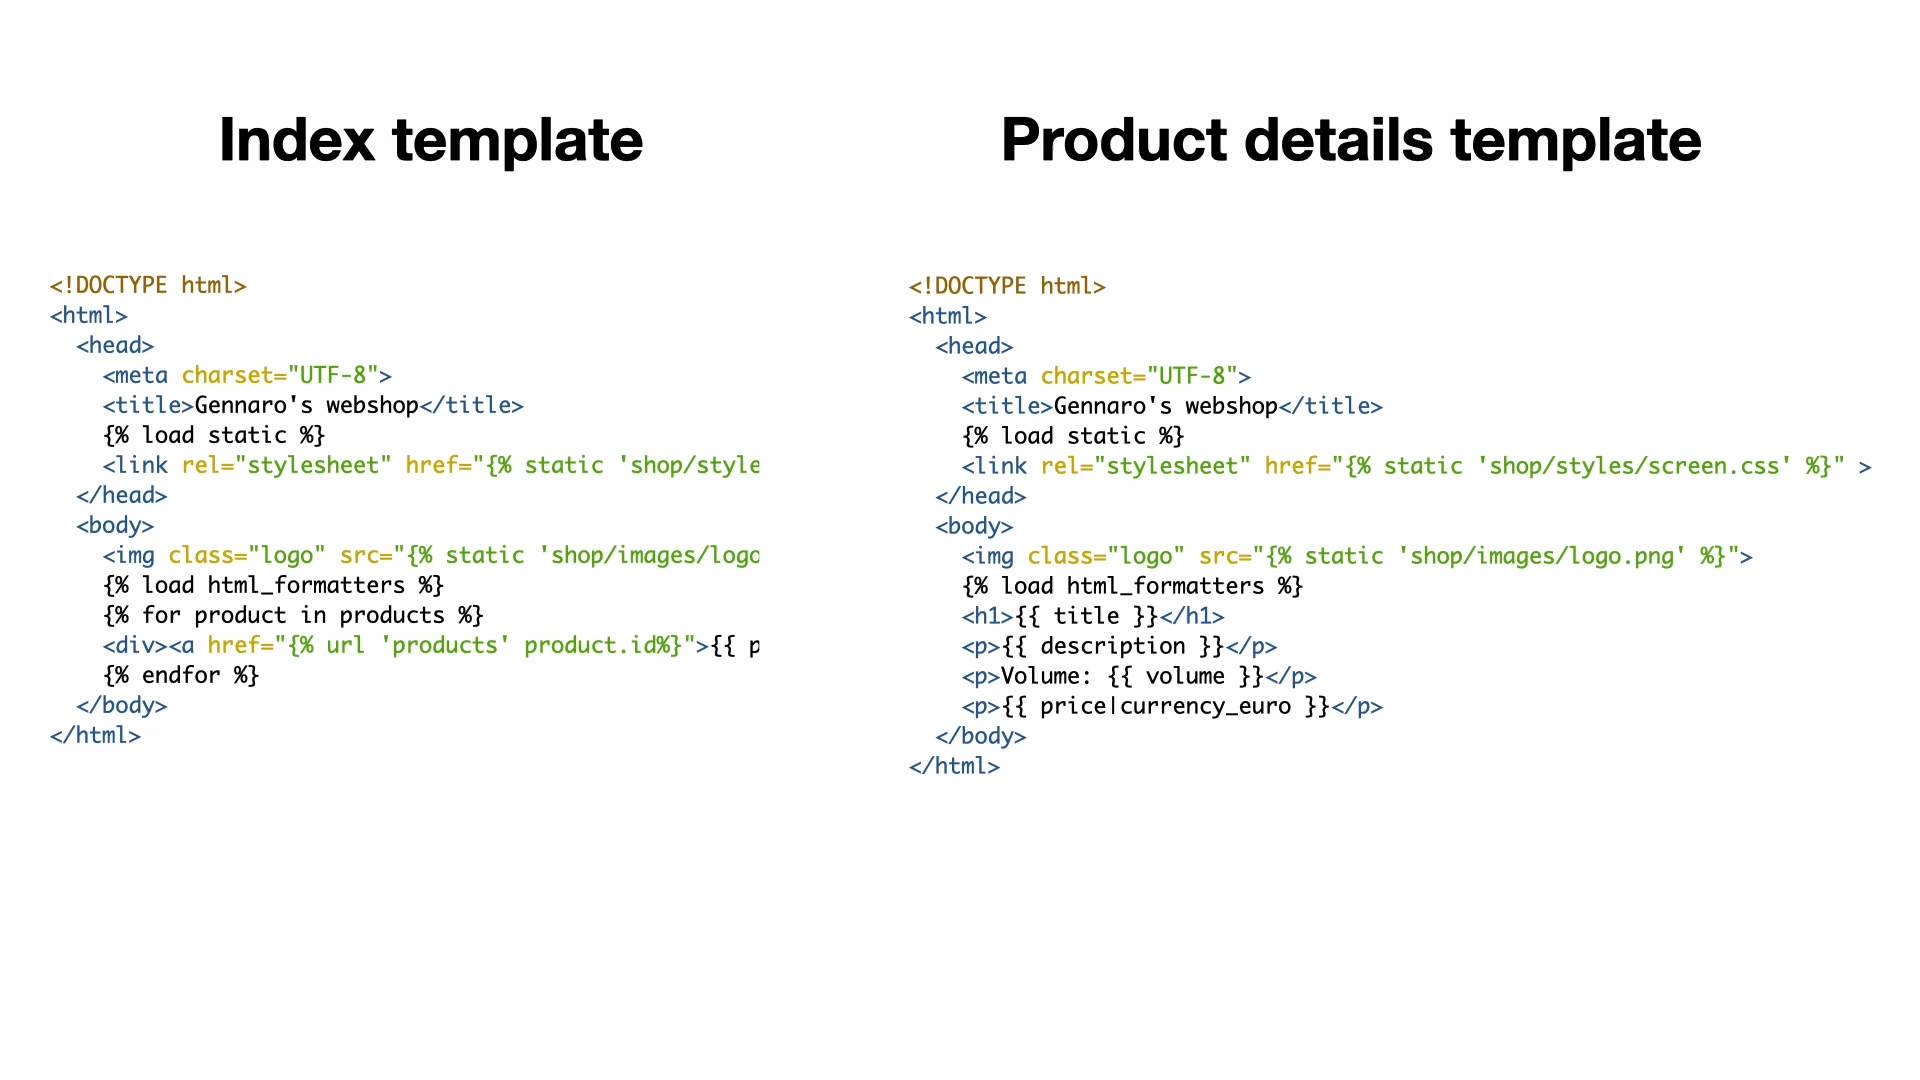 Index template
<!DOCTYPE html>
<html>
  <head>
    <meta charset="UTF-8">
    <title>Gennaro's webshop</title>
    {% load static %}
    <link rel="stylesheet" href="{% static 'shop/style
  </head>
  <body>
    <img class="logo" src="{% static 'shop/images/logo
    {% load html_formatters %}
    {% for product in products %}
    <div><a href="{% url 'products' product.id%}">{{ p
    {% endfor %}
  </body>
</html>
Product details template
<!DOCTYPE html>
<html>
  <head>
    <meta charset="UTF-8">
    <title>Gennaro's webshop</title>
    {% load static %}
    <link rel="stylesheet" href="{% static 'shop/styles/screen.css' %}" >
  </head>
  <body>
    <img class="logo" src="{% static 'shop/images/logo.png' %}">
    {% load html_formatters %}
    <h1>{{ title }}</h1>
    <p>{{ description }}</p>
    <p>Volume: {{ volume }}</p>
    <p>{{ price|currency_euro }}</p>
  </body>
</html>